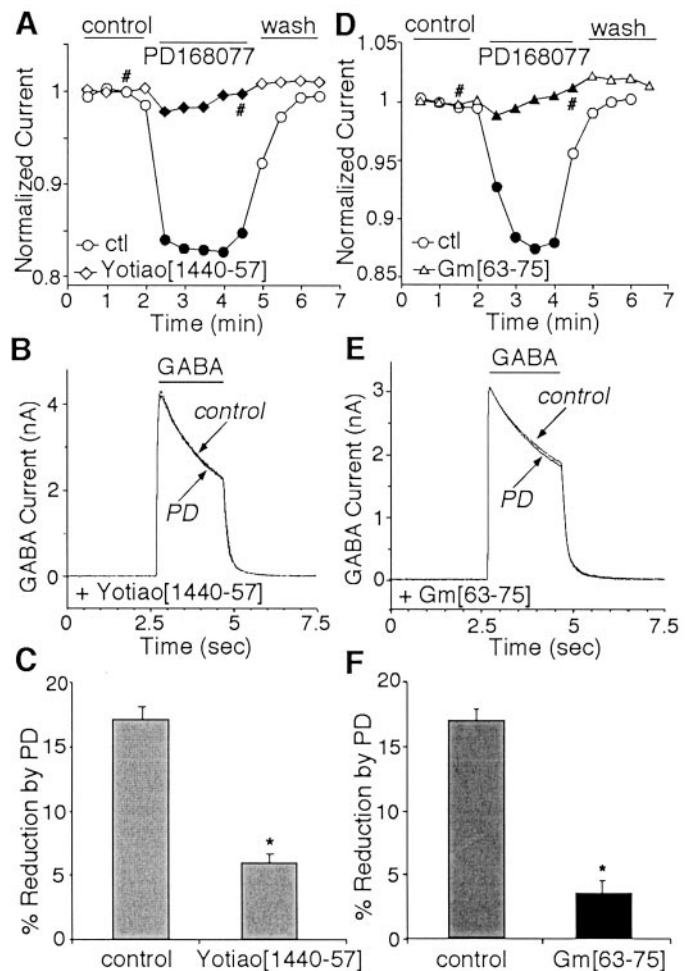 A
control
wash
PD168077
#
#
Normalized Current
1
0.9
0.8
ctl
Yotiao[1440-57]
0 1 2 3 4 5 6 7
Time (min)
D
control
wash
PD168077
#
#
Normalized Current
1.05
1
0.95
0.9
0.85
ctl
Gm[63-75]
0 1 2 3 4 5 6 7
Time (min)
B
GABA
control
PD
GABA Current (nA)
4
2
0
+ Yotiao[1440-57]
0 2.5 5 7.5
Time (sec)
E
GABA
control
PD
GABA Current (nA)
3
2
1
0
+ Gm[63-75]
0 2.5 5 7.5
Time (sec)
C
% Reduction by PD
20
15
10
5
0
*
control Yotiao[1440-57]
F
% Reduction by PD
20
15
10
5
0
*
control Gm[63-75]